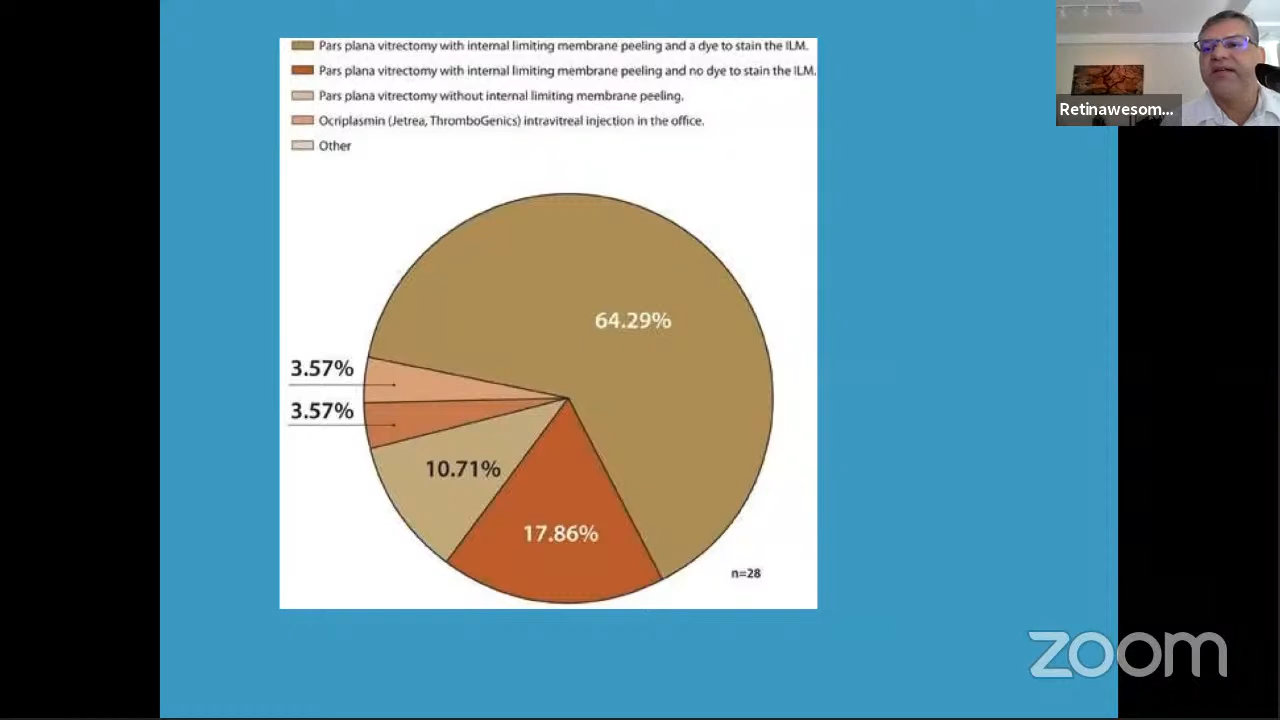 Pars plana vitrectomy with internal limiting membrane peeling and a dye to stain the ILM.
Pars plana vitrectomy with internal limiting membrane peeling and no dye to stain the ILM.
Pars plana vitrectomy without internal limiting membrane peeling.
Ocriplasmin (Jetrea, ThromboGenics) intravitreal injection in the office.
Other
Retinawesom...
64.29%
3.57%
3.57%
10.71%
17.86%
n=28
zoom